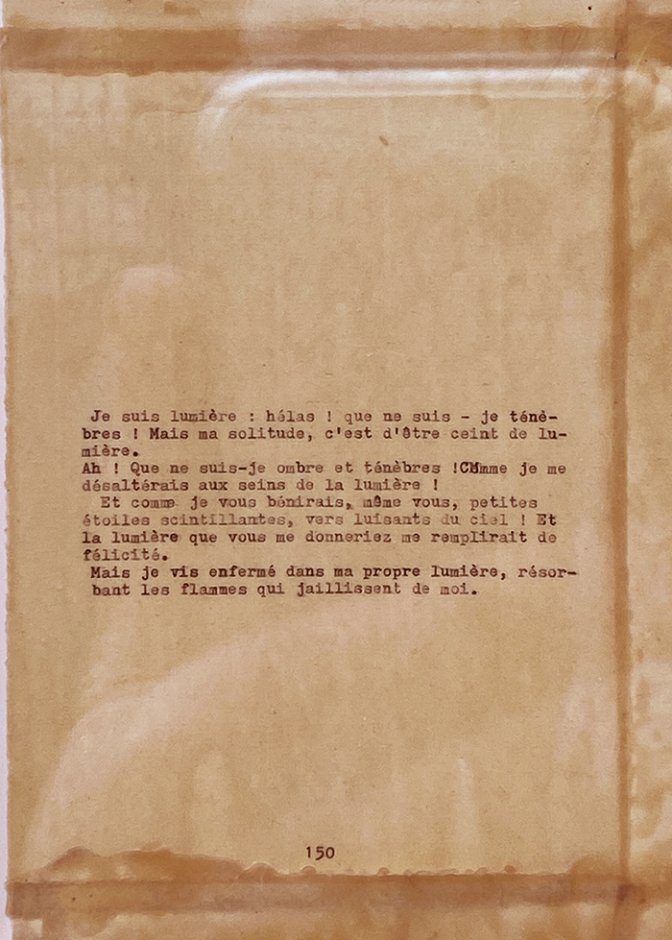 Je suis lumière : hélas ! que ne suis - je ténè-
bres ! Mais ma solitude, c'est d'être ceint de lu-
mière.
Ah ! Que ne suis-je ombre et ténèbres ! je me
désaltérais aux seins de la lumière !
Et comme je vous bénirais, même vous, petites
étoiles scintillantes, vers luisants du ciel ! Et
la lumière que vous me donneriez me remplirait de
félicité.
Mais je vis enfermé dans ma propre lumière, résor-
bant les flammes qui jaillissent de moi.
150